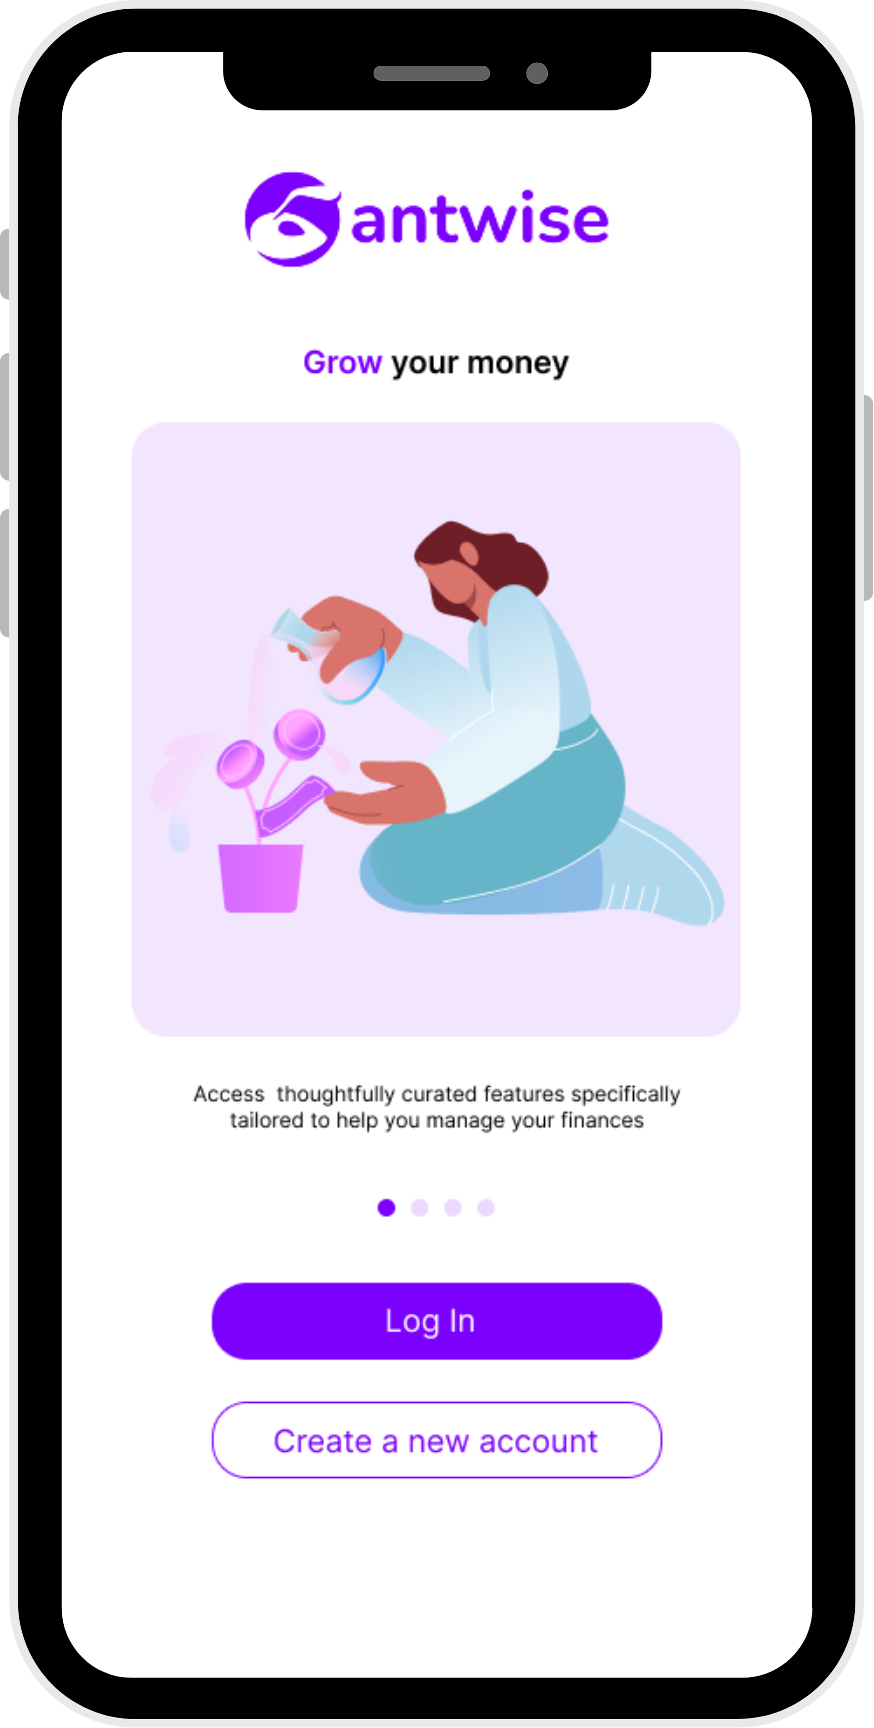 antwise
Grow your money
Access  thoughtfully curated features specifically
tailored to help you manage your finances
Log In
Create a new account